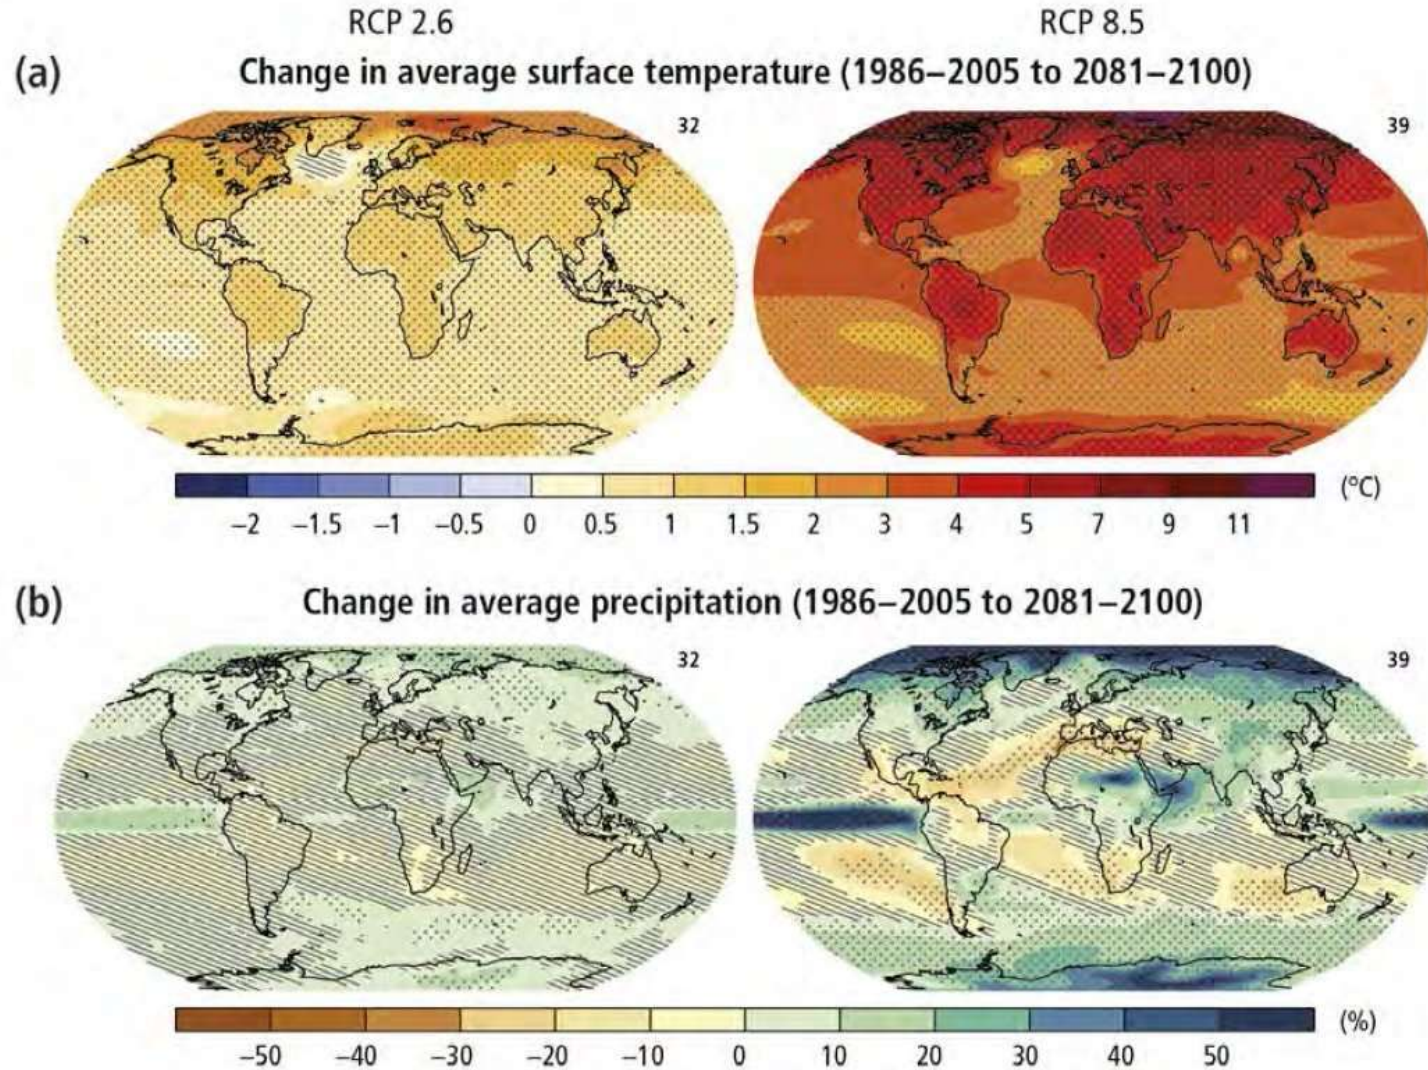 RCP 2.6 RCP 8.5
(a) Change in average surface temperature (1986–2005 to 2081–2100)
32 39
(°C)
−2 −1.5 −1 −0.5 0 0.5 1 1.5 2 3 4 5 7 9 11
(b) Change in average precipitation (1986–2005 to 2081–2100)
32 39
(%)
−50 −40 −30 −20 −10 0 10 20 30 40 50